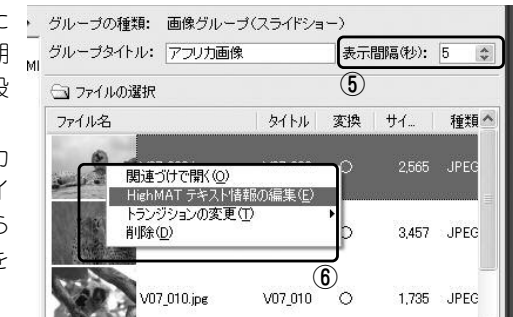 に
グループの種類: 画像グループ(スライドショー)
グループタイトル: アフリカ画像 表示間隔(秒): 5
⑤
ファイルの選択
ファイル名 タイトル 変換 サイ... 種類
○ 2,565 JPEG
関連づけで開く(O)
HighMAT テキスト情報の編集(E)
トランジションの変更(T)
削除(D)
○ 3,457 JPEG
⑥
V07_010.jpg V07_010 ○ 1,735 JPEG